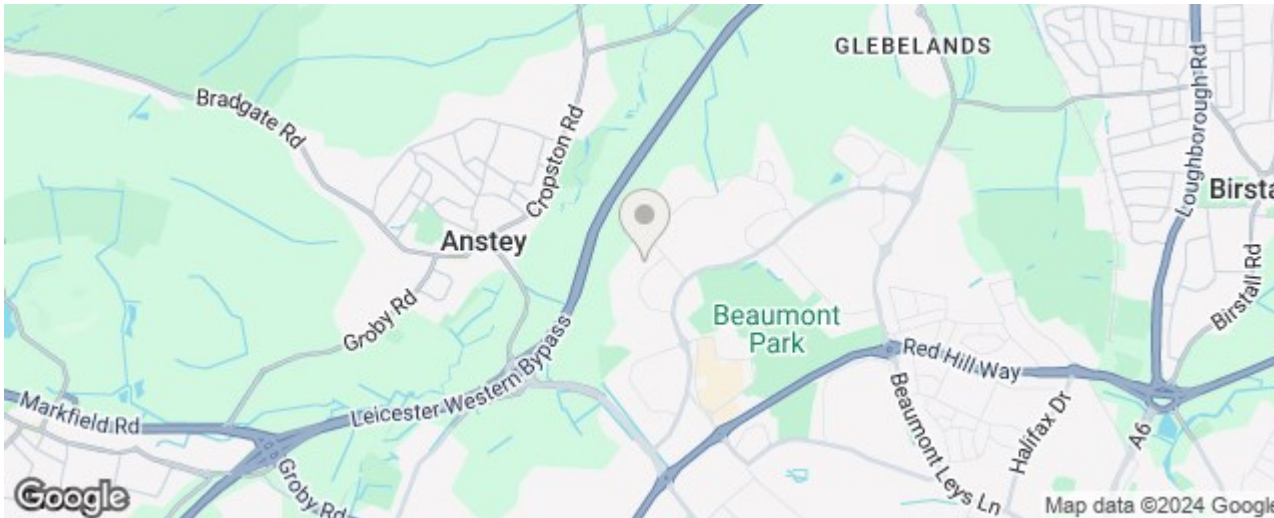 GLEBELANDS
Bradgate Rd
Cropston Rd
Loughborough Rd
Birsta
Anstey
Groby Rd
Birstall Rd
Beaumont
Park
Red Hill Way
Leicester Western Bypass
Markfield Rd
Beaumont Leys Ln
Halifax Dr
A6
Groby Rd
Google
Map data ©2024 Google